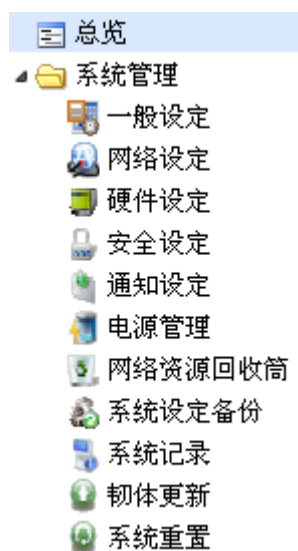 总览
系统管理
一般设定
网络设定
硬件设定
安全设定
通知设定
电源管理
网络资源回收筒
系统设定备份
系统记录
韧体更新
系统重置